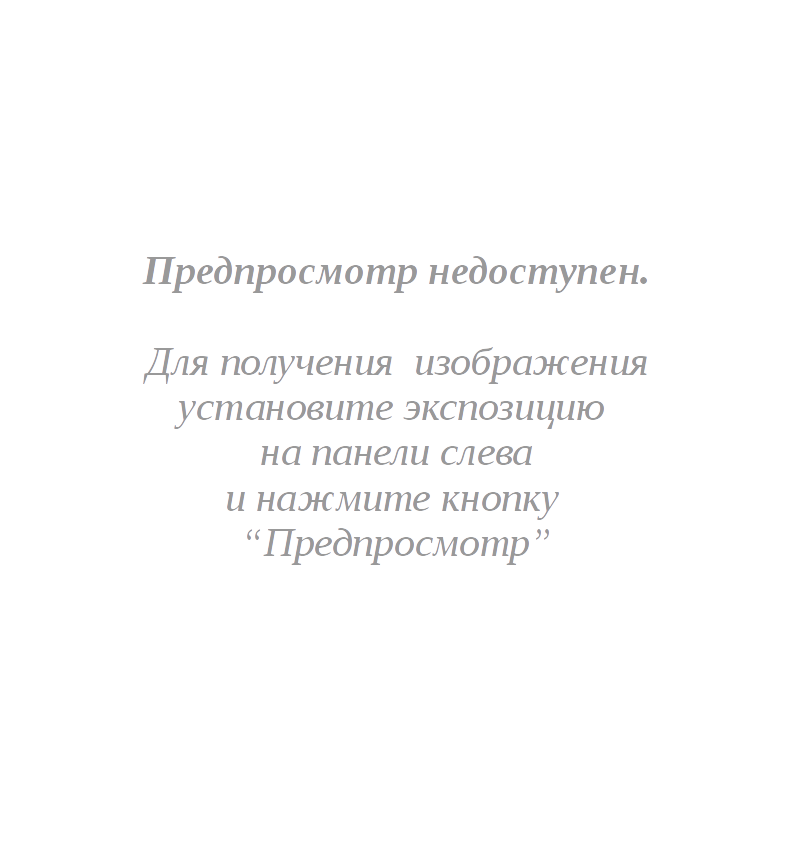 Предпросмотр недоступен.
Для получения  изображения
установите экспозицию
на панели слева
и нажмите кнопку
“Предпросмотр”